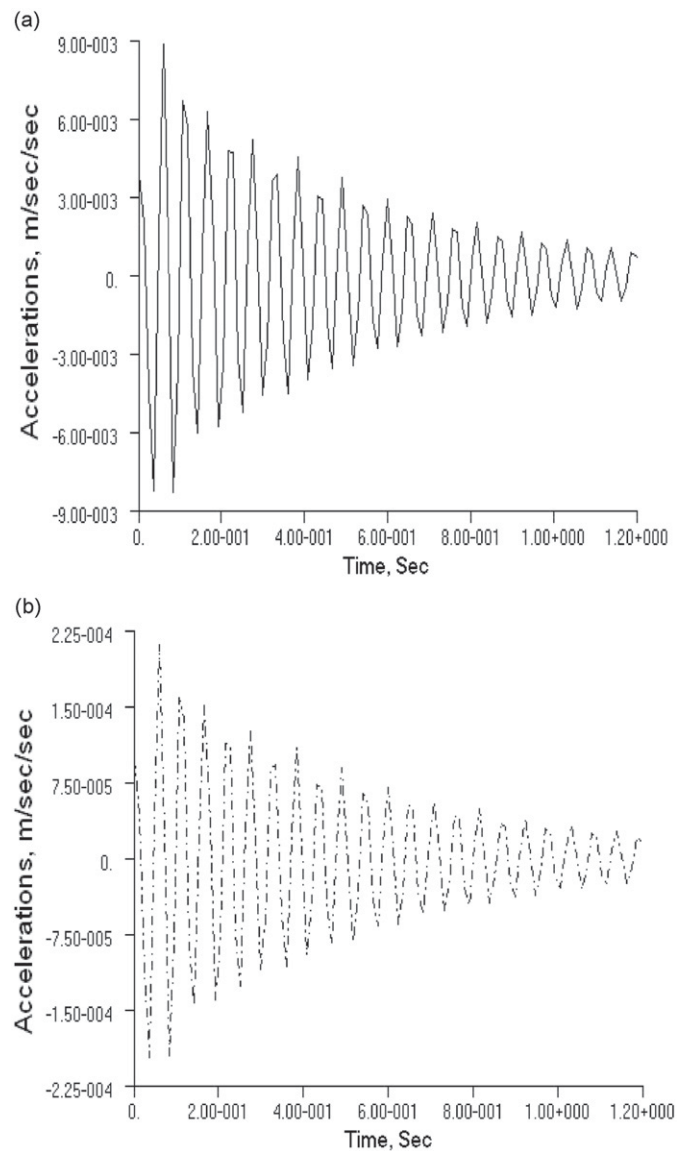 (a)
9.00-003
6.00-003
3.00-003
0.
-3.00-003
-6.00-003
-9.00-003
Accelerations, m/sec/sec
0. 2.00-001 4.00-001 6.00-001 8.00-001 1.00+000 1.20+000
Time, Sec
(b)
2.25-004
1.50-004
7.50-005
0.
-7.50-005
-1.50-004
-2.25-004
Accelerations, m/sec/sec
0. 2.00-001 4.00-001 6.00-001 8.00-001 1.00+000 1.20+000
Time, Sec